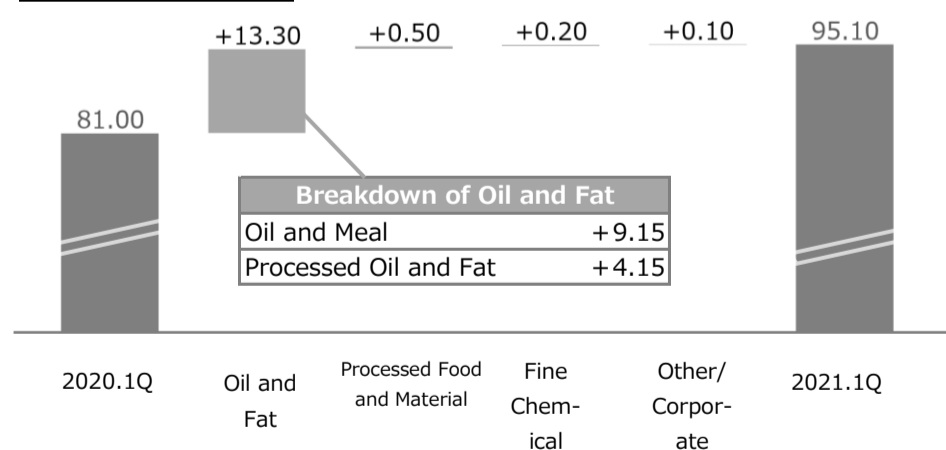 +13.30
+0.50
+0.20
+0.10
95.10
81.00
Breakdown of Oil and Fat
Oil and Meal +9.15
Processed Oil and Fat +4.15
2020.1Q
Oil and
Fat
Processed Food
and Material
Fine
Chem-
ical
Other/
Corpor-
ate
2021.1Q